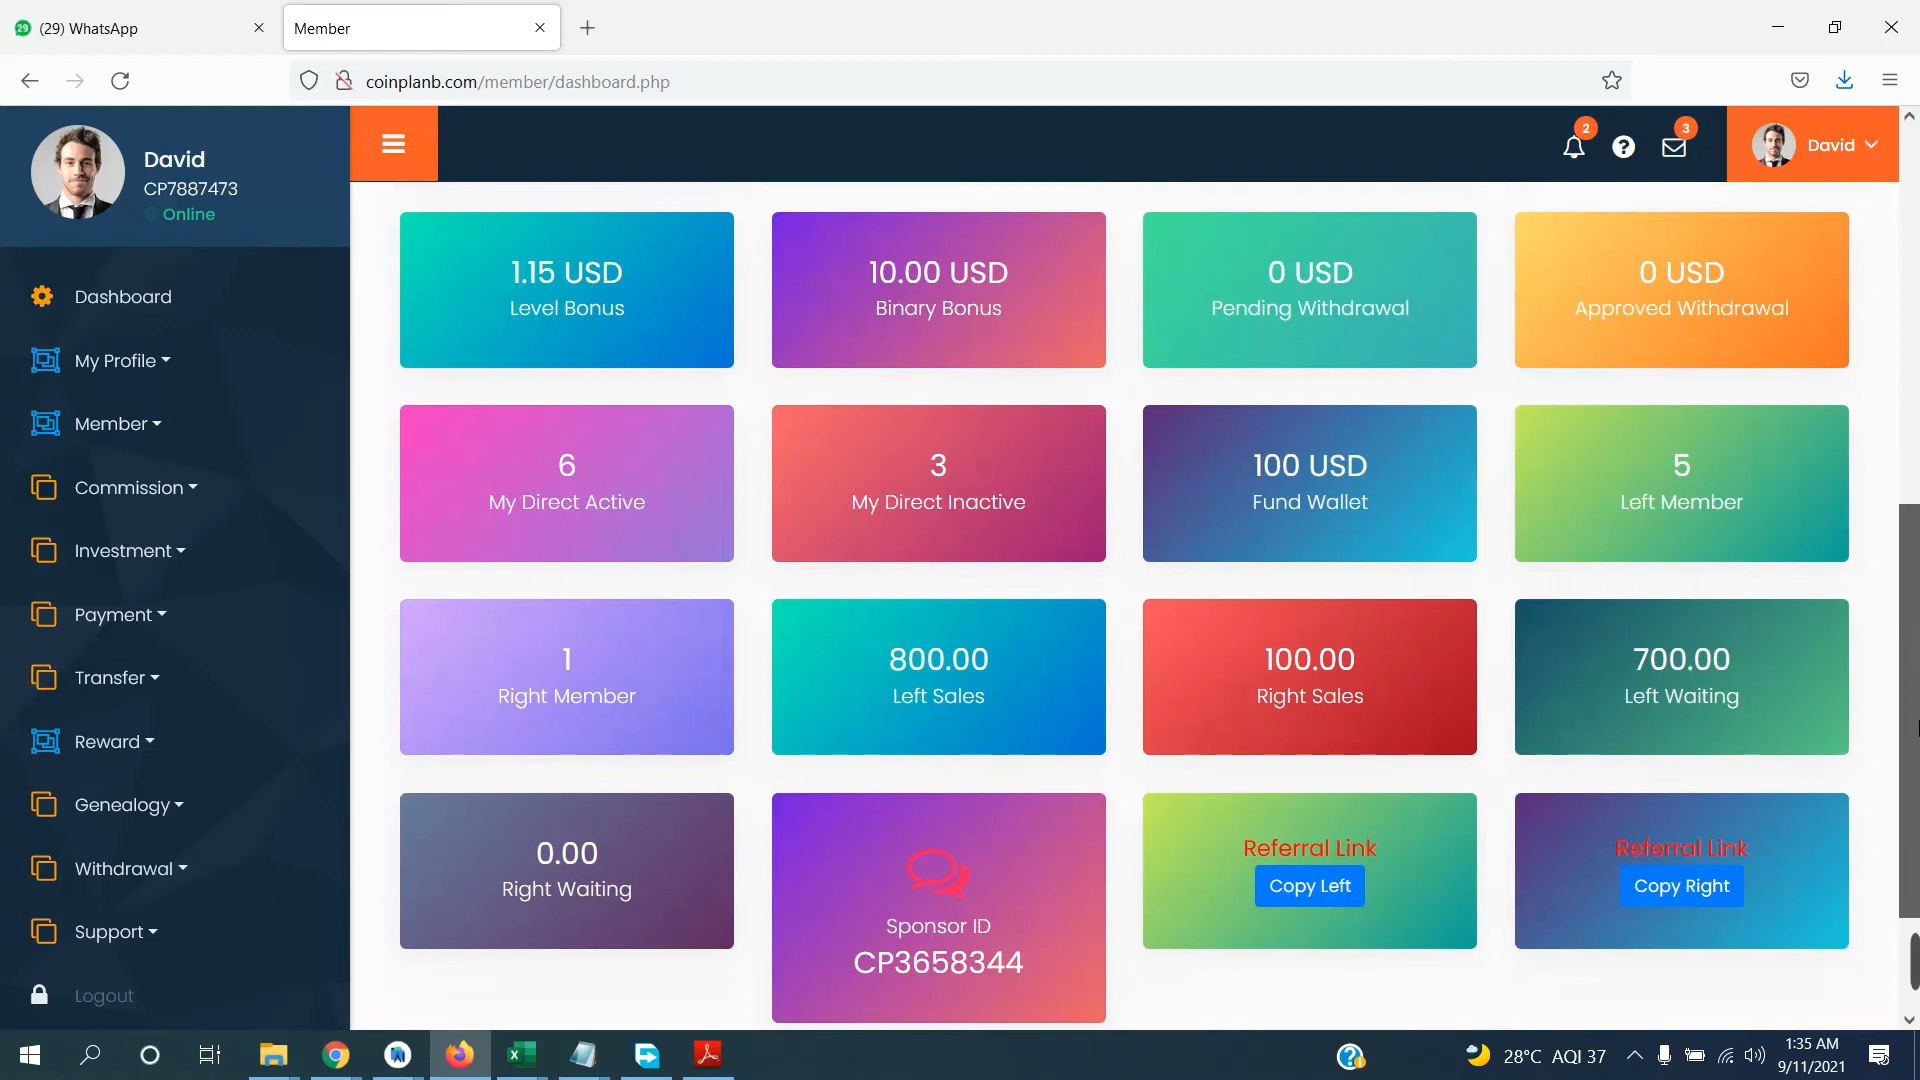 29
(29) WhatsApp
Member
coinplanb.com/member/dashboard.php
David
CP7887473
Online
2
3
David
Dashboard
My Profile
Member
Commission
Investment
Payment
Transfer
Reward
Genealogy
Withdrawal
Support
Logout
1.15 USD
Level Bonus
10.00 USD
Binary Bonus
0 USD
Pending Withdrawal
0 USD
Approved Withdrawal
6
My Direct Active
3
My Direct Inactive
100 USD
Fund Wallet
5
Left Member
1
Right Member
800.00
Left Sales
100.00
Right Sales
700.00
Left Waiting
0.00
Right Waiting
Sponsor ID
CP3658344
Referral Link
Copy Left
Referral Link
Copy Right
28°C AQI 37
1:35 AM
9/11/2021